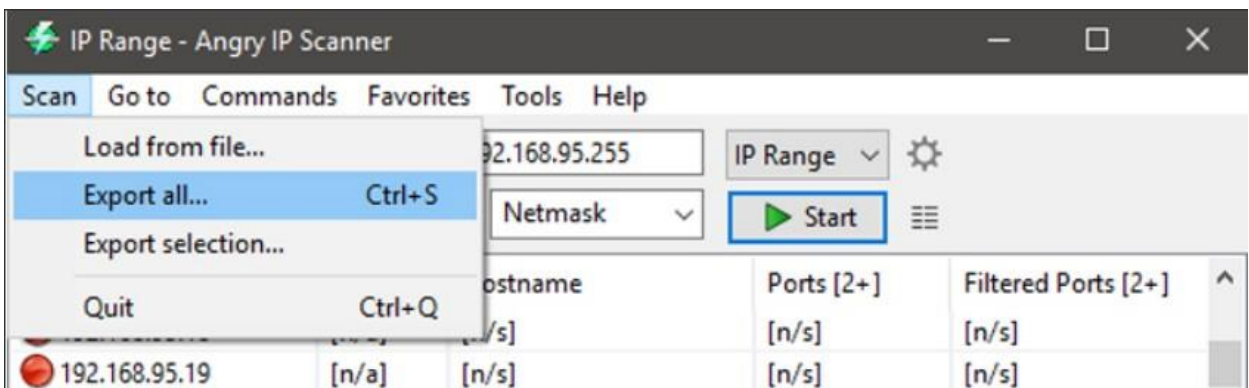 IP Range - Angry IP Scanner
Scan Go to Commands Favorites Tools Help
Load from file...
Export all... Ctrl+S
Export selection...
Quit Ctrl+Q
92.168.95.255 IP Range
Netmask Start
ostname Ports [2+] Filtered Ports [2+]
/s] [n/s] [n/s]
192.168.95.19 [n/a] [n/s] [n/s] [n/s]